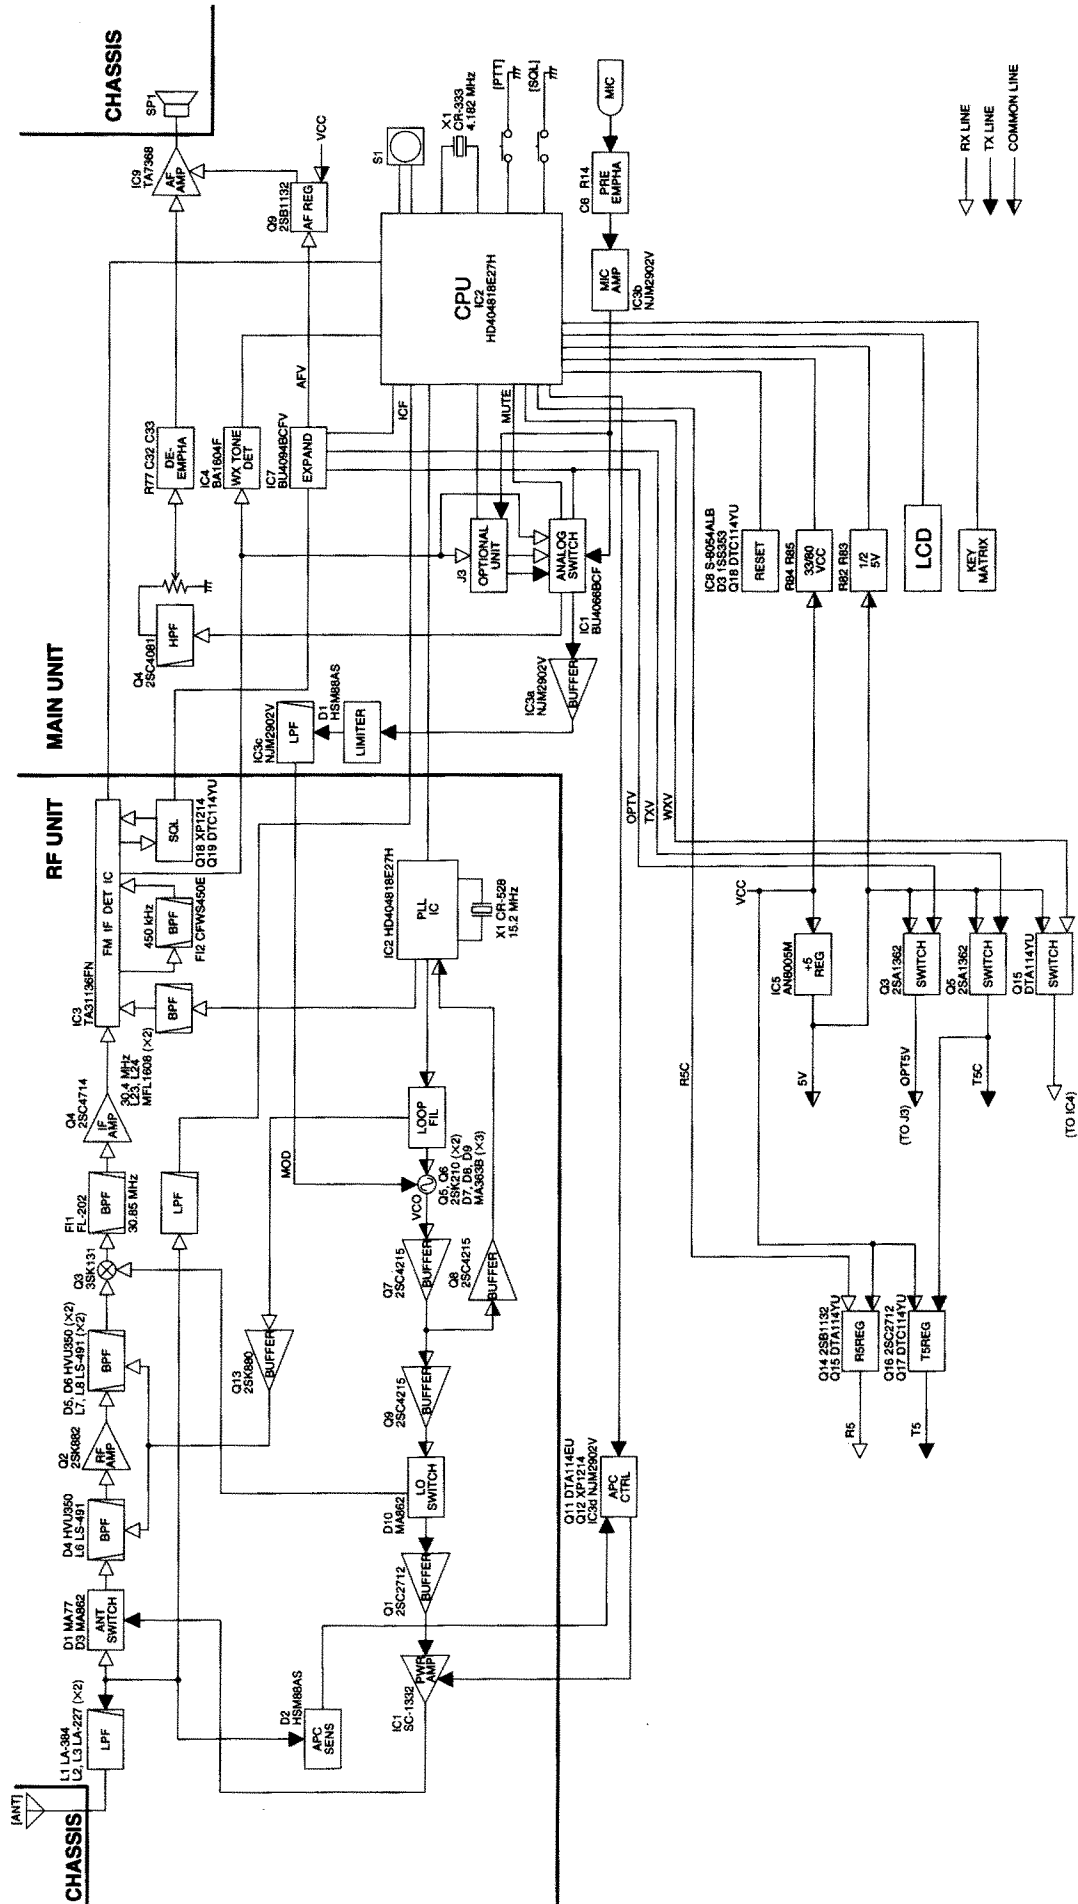 [ANT]
CHASSIS
L1 LA-384
L2, L3 LA-227 (×2)
LPF
D1 MA77
D3 MA862
ANT
SWITCH
D4 HVU350
L6 LS-491
BPF
Q2
2SK882
RF
AMP
D5, D6 HVU350 (×2)
L7, L8 LS-491 (×2)
BPF
Q3
3SK131
FI1
FL-202
BPF
30.85 MHz
Q4
2SC4714
IF
AMP
30.4 MHz
L23, L24
MFL1608 (×2)
BPF
IC3
TA31136FN
FM IF DET IC
450 kHz
BPF
FI2 CFWS450E
SQL
Q18 XP1214
Q19 DTC114YU
RF UNIT
LPF
Q13
2SK880
BUFFER
MOD
D2
HSM88AS
APC
SENS
IC1
SC-1332
PWR
AMP
Q1
2SC2712
BUFFER
D10
MA862
LO
SWITCH
Q9
2SC4215
BUFFER
Q7
2SC4215
BUFFER
Q8
2SC4215
BUFFER
VCO
Q5, Q6
2SK210 (×2)
D7, D8, D9
MA363B (×3)
LOOP
FIL
IC2 HD404818E27H
PLL
IC
X1 CR-528
15.2 MHz
MAIN UNIT
Q4
2SC4081
HPF
R77 C32 C33
DE-
EMPHA
IC9
TA7368
AF
AMP
SP1
CHASSIS
Q9
2SB1132
AF REG
VCC
IC4
BA1604F
WX TONE
DET
IC7
BU4094BCFV
EXPAND
AFV
ICF
IC3c
NJM2902V
LPF
D1
HSM88AS
LIMITER
IC3a
NJM2902V
BUFFER
J3
OPTIONAL
UNIT
ANALOG
SWITCH
IC1
BU4066BCF
MUTE
CPU
IC2
HD404818E27H
S1
X1
CR-333
4.182 MHz
[PTT]
[SQL]
MIC
C6 R14
PRE
EMPHA
MIC
AMP
IC3b
NJM2902V
Q11 DTA114EU
Q12 XP1214
IC3d NJM2902V
APC
CTRL
OPTV
TXV
WXV
R5C
IC8 S-8054ALB
D3 1SS353
Q18 DTC114YU
RESET
R84 R85
33/80
VCC
R82 R83
1/2
5V
LCD
KEY
MATRIX
VCC
IC5
AN8005M
+5
REG
5V
Q3
2SA1362
SWITCH
OPT5V
(TO J3)
Q5
2SA1362
SWITCH
T5C
Q15
DTA114YU
SWITCH
(TO IC4)
Q14 2SB1132
Q15 DTA114YU
R5REG
R5
Q16 2SC2712
Q17 DTC114YU
T5REG
T5
RX LINE
TX LINE
COMMON LINE